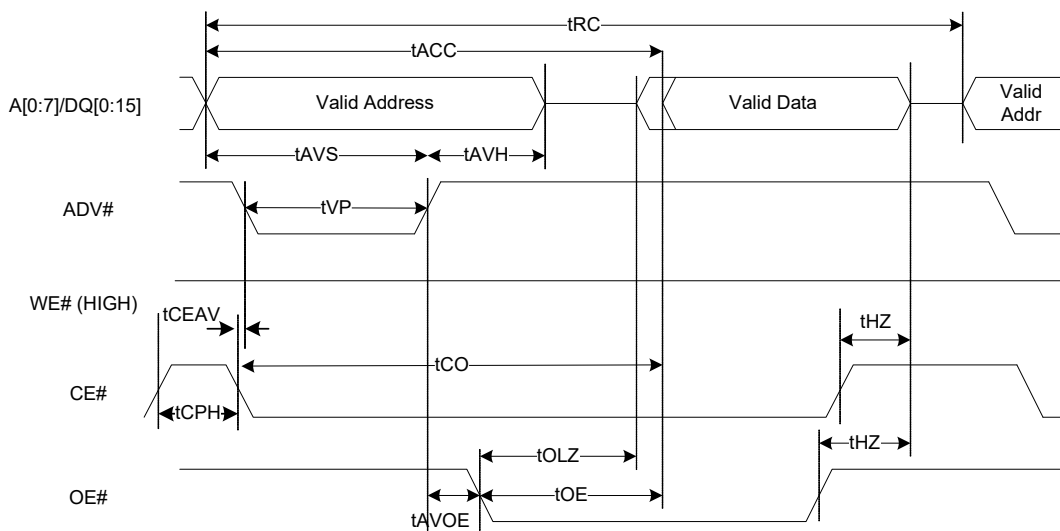 tRC
tACC
A[0:7]/DQ[0:15]
Valid Address
Valid Data
Valid
Addr
tAVS
tAVH
ADV#
tVP
WE# (HIGH)
tCEAV
tHZ
CE#
tCO
tCPH
tHZ
tOLZ
OE#
tOE
tAVOE